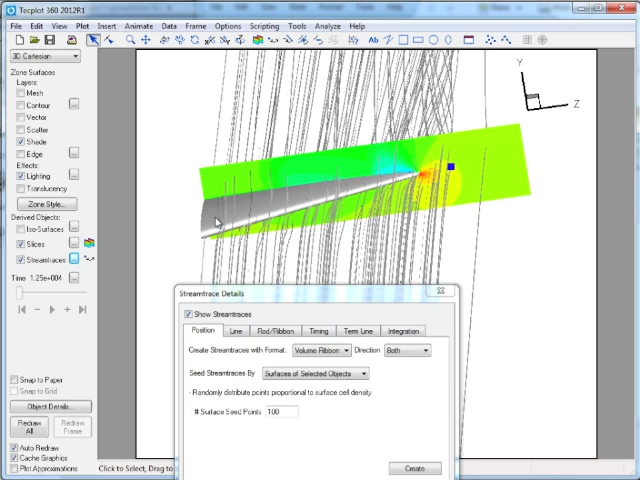 Tecplot 360 2012R1
File Edit View Plot Insert Animate Data Frame Options Scripting Tools Analyze Help
3D Cartesian
Zone Surfaces
Layers:
Mesh
Contour
Vector
Scatter
Shade
Edge
Effects:
Lighting
Translucency
Zone Style...
Derived Objects:
Iso-Surfaces
Slices
Streamtraces
Time 1.25e+004
Snap to Paper
Snap to Grid
Object Details...
Redraw All
Redraw Frame
Auto Redraw
Cache Graphics
Plot Approximations
Y
Z
Streamtrace Details
Show Streamtraces
Position Line Rod/Ribbon Timing Term Line Integration
Create Streamtraces with Format: Volume Ribbon Direction Both
Seed Streamtraces By Surfaces of Selected Objects
- Randomly distribute points proportional to surface cell density
# Surface Seed Points 100
Create
Click to Select, Drag to